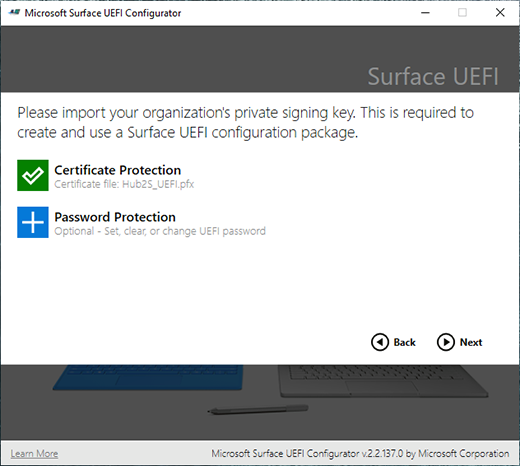 Microsoft Surface UEFI Configurator
Surface UEFI
Please import your organization's private signing key. This is required to
create and use a Surface UEFI configuration package.
Certificate Protection
Certificate file: Hub2S_UEFI.pfx
Password Protection
Optional - Set, clear, or change UEFI password
Back Next
Learn More Microsoft Surface UEFI Configurator v.2.2.137.0 by Microsoft Corporation